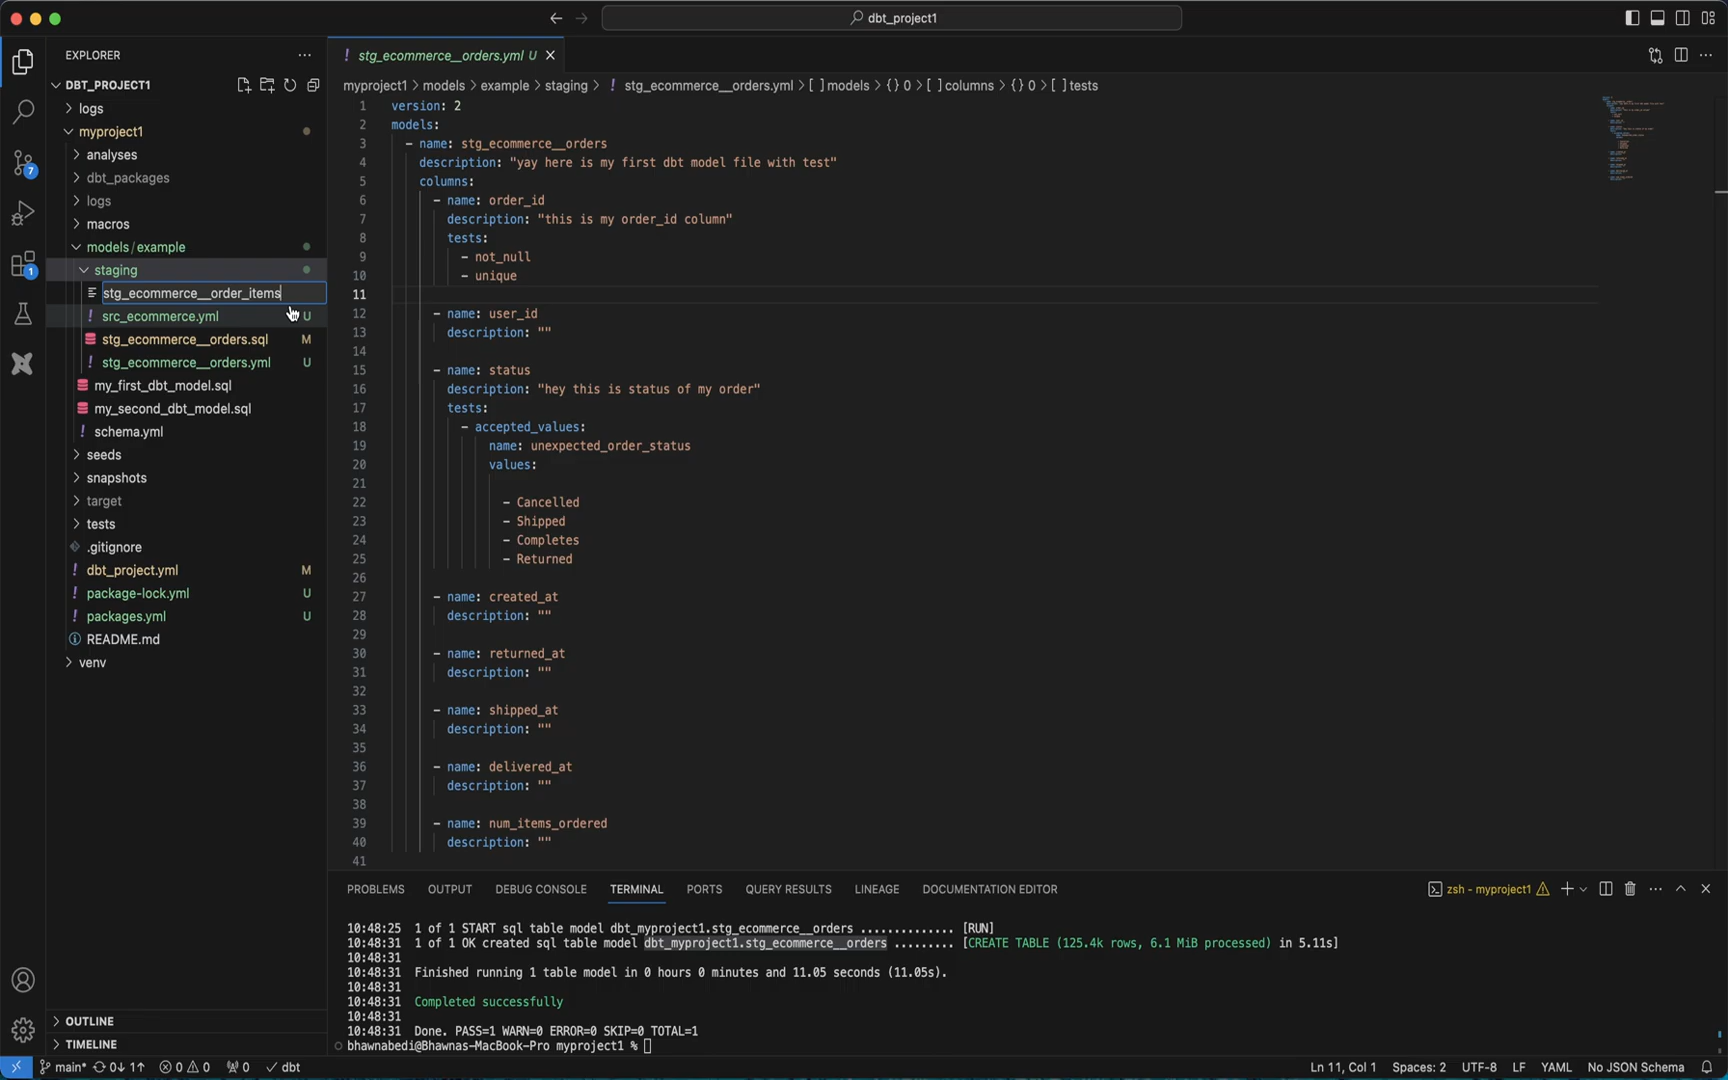 dbt_project1
EXPLORER
DBT_PROJECT1
logs
myproject1
analyses
dbt_packages
logs
macros
models / example
staging
stg_ecommerce__order_items
src_ecommerce.yml U
stg_ecommerce__orders.sql M
stg_ecommerce__orders.yml U
my_first_dbt_model.sql
my_second_dbt_model.sql
schema.yml
seeds
snapshots
target
tests
.gitignore
dbt_project.yml M
package-lock.yml U
packages.yml U
README.md
venv
OUTLINE
TIMELINE
7
1
! stg_ecommerce__orders.yml U
myproject1 > models > example > staging > ! stg_ecommerce__orders.yml > [ ] models > {} 0 > [ ] columns > {} 0 > [ ] tests
1 version: 2
2 models:
3 - name: stg_ecommerce__orders
4 description: "yay here is my first dbt model file with test"
5 columns:
6 - name: order_id
7 description: "this is my order_id column"
8 tests:
9 - not_null
10 - unique
11
12 - name: user_id
13 description: ""
14
15 - name: status
16 description: "hey this is status of my order"
17 tests:
18 - accepted_values:
19 name: unexpected_order_status
20 values:
21
22 - Cancelled
23 - Shipped
24 - Completes
25 - Returned
26
27 - name: created_at
28 description: ""
29
30 - name: returned_at
31 description: ""
32
33 - name: shipped_at
34 description: ""
35
36 - name: delivered_at
37 description: ""
38
39 - name: num_items_ordered
40 description: ""
41
PROBLEMS OUTPUT DEBUG CONSOLE TERMINAL PORTS QUERY RESULTS LINEAGE DOCUMENTATION EDITOR
zsh - myproject1
10:48:25 1 of 1 START sql table model dbt_myproject1.stg_ecommerce__orders .............. [RUN]
10:48:31 1 of 1 OK created sql table model dbt_myproject1.stg_ecommerce__orders ......... [CREATE TABLE (125.4k rows, 6.1 MiB processed) in 5.11s]
10:48:31
10:48:31 Finished running 1 table model in 0 hours 0 minutes and 11.05 seconds (11.05s).
10:48:31
10:48:31 Completed successfully
10:48:31
10:48:31 Done. PASS=1 WARN=0 ERROR=0 SKIP=0 TOTAL=1
bhawnabedi@Bhawnas-MacBook-Pro myproject1 %
main* 0↓ 1↑ 0 0 0 dbt
Ln 11, Col 1 Spaces: 2 UTF-8 LF YAML No JSON Schema